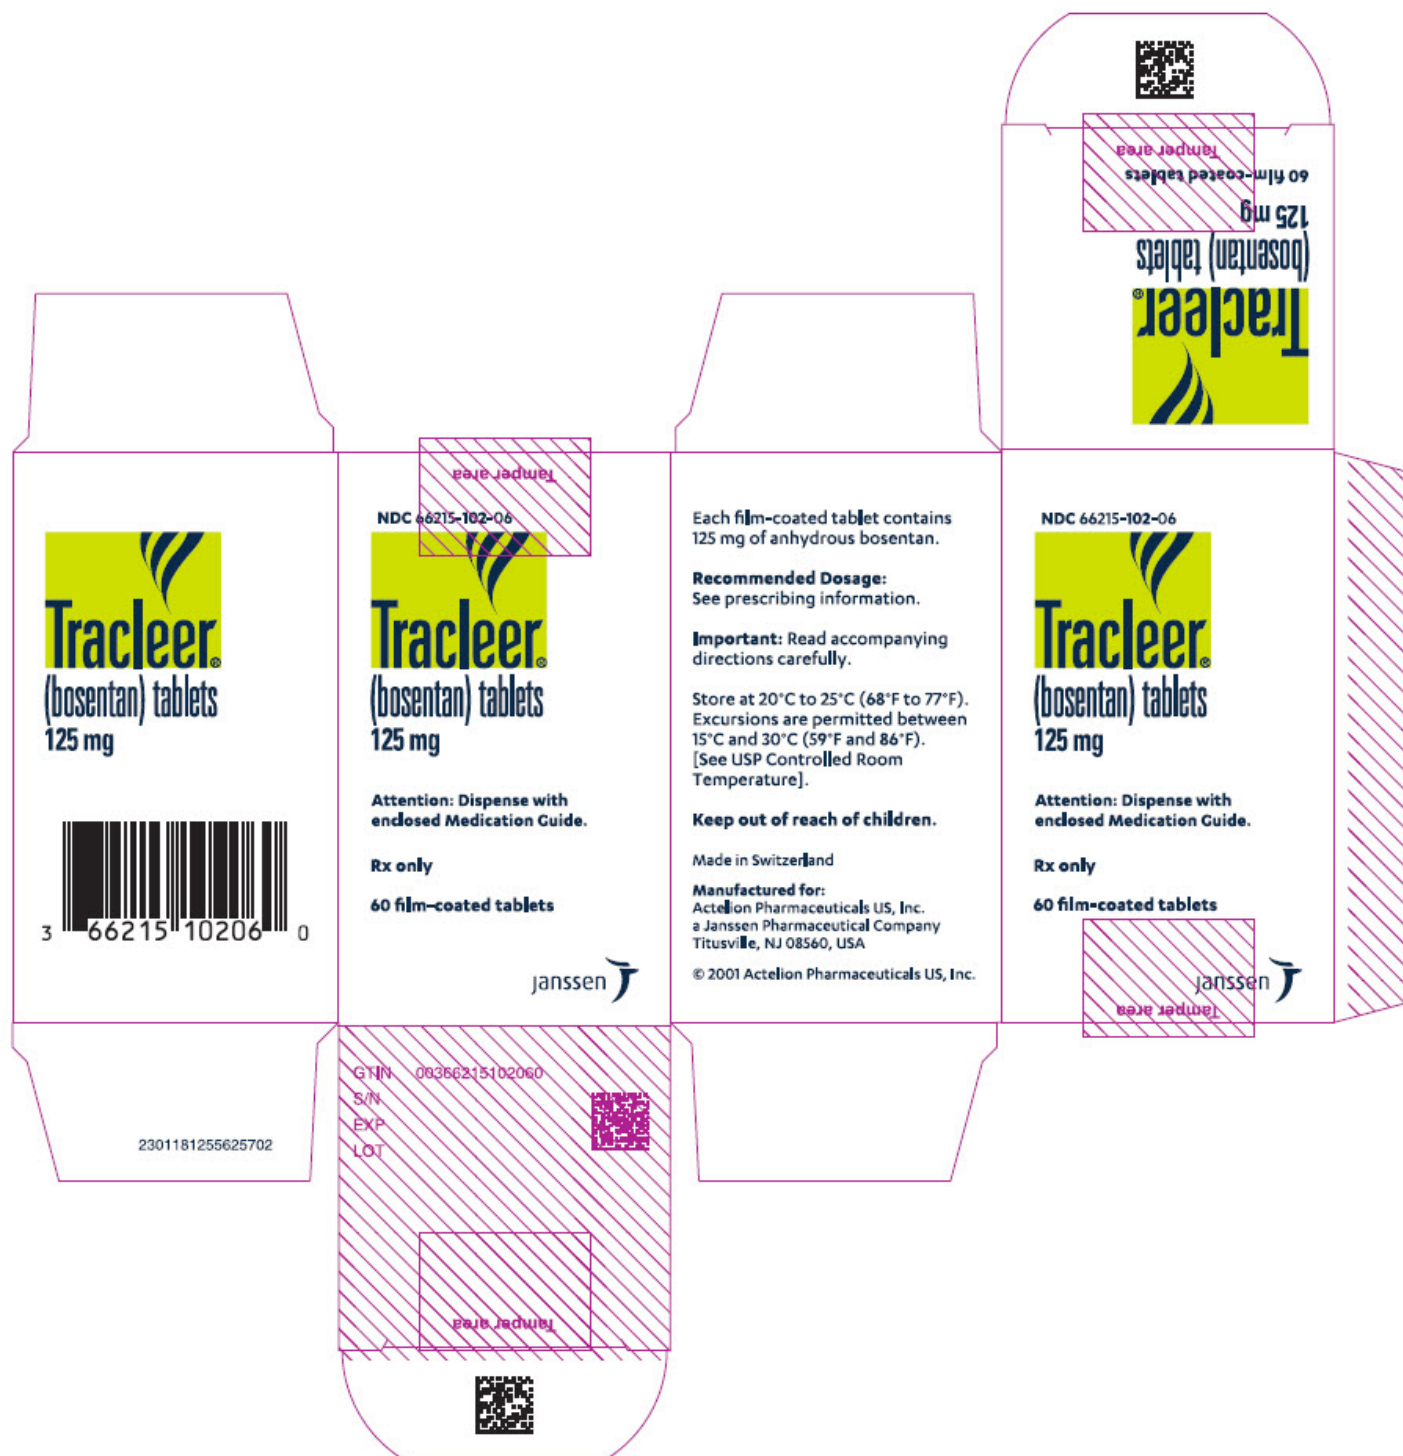 Tamper area
60 film-coated tablets
125 mg
(bosentan) tablets
Tracleer®
Tracleer®
(bosentan) tablets
125 mg
3 66215 10206 0
2301181255625702
Tamper area
NDC 66215-102-06
Tracleer®
(bosentan) tablets
125 mg
Attention: Dispense with
enclosed Medication Guide.
Rx only
60 film-coated tablets
janssen
GTIN 00366215102060
S/N
EXP
LOT
Tamper area
Each film-coated tablet contains
125 mg of anhydrous bosentan.
Recommended Dosage:
See prescribing information.
Important: Read accompanying
directions carefully.
Store at 20°C to 25°C (68°F to 77°F).
Excursions are permitted between
15°C and 30°C (59°F and 86°F).
[See USP Controlled Room
Temperature].
Keep out of reach of children.
Made in Switzerland
Manufactured for:
Actelion Pharmaceuticals US, Inc.
a Janssen Pharmaceutical Company
Titusville, NJ 08560, USA
© 2001 Actelion Pharmaceuticals US, Inc.
NDC 66215-102-06
Tracleer®
(bosentan) tablets
125 mg
Attention: Dispense with
enclosed Medication Guide.
Rx only
60 film-coated tablets
janssen
Tamper area